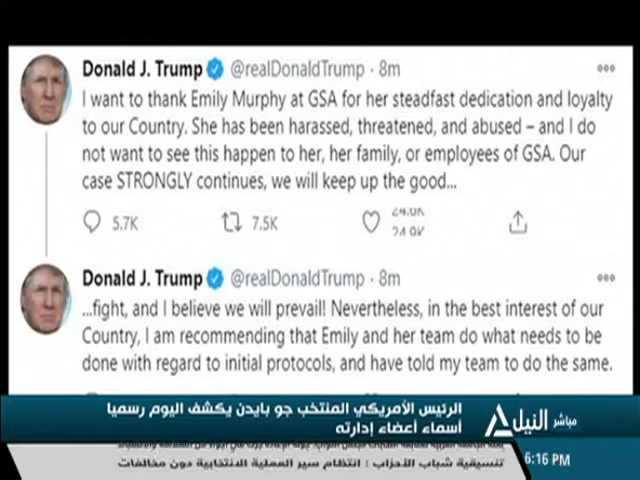 Donald J. Trump @realDonaldTrump · 8m
I want to thank Emily Murphy at GSA for her steadfast dedication and loyalty
to our Country. She has been harassed, threatened, and abused – and I do
not want to see this happen to her, her family, or employees of GSA. Our
case STRONGLY continues, we will keep up the good...
5.7K 7.5K 24.9K
Donald J. Trump @realDonaldTrump · 8m
...fight, and I believe we will prevail! Nevertheless, in the best interest of our
Country, I am recommending that Emily and her team do what needs to be
done with regard to initial protocols, and have told my team to do the same.
الرئيس الأمريكي المنتخب جو بايدن يكشف اليوم رسميا
أسماء أعضاء إدارته
النيل مباشر
تنسيقية شباب الأحزاب : انتظام سير العملية الانتخابية دون مخالفات
6:16 PM